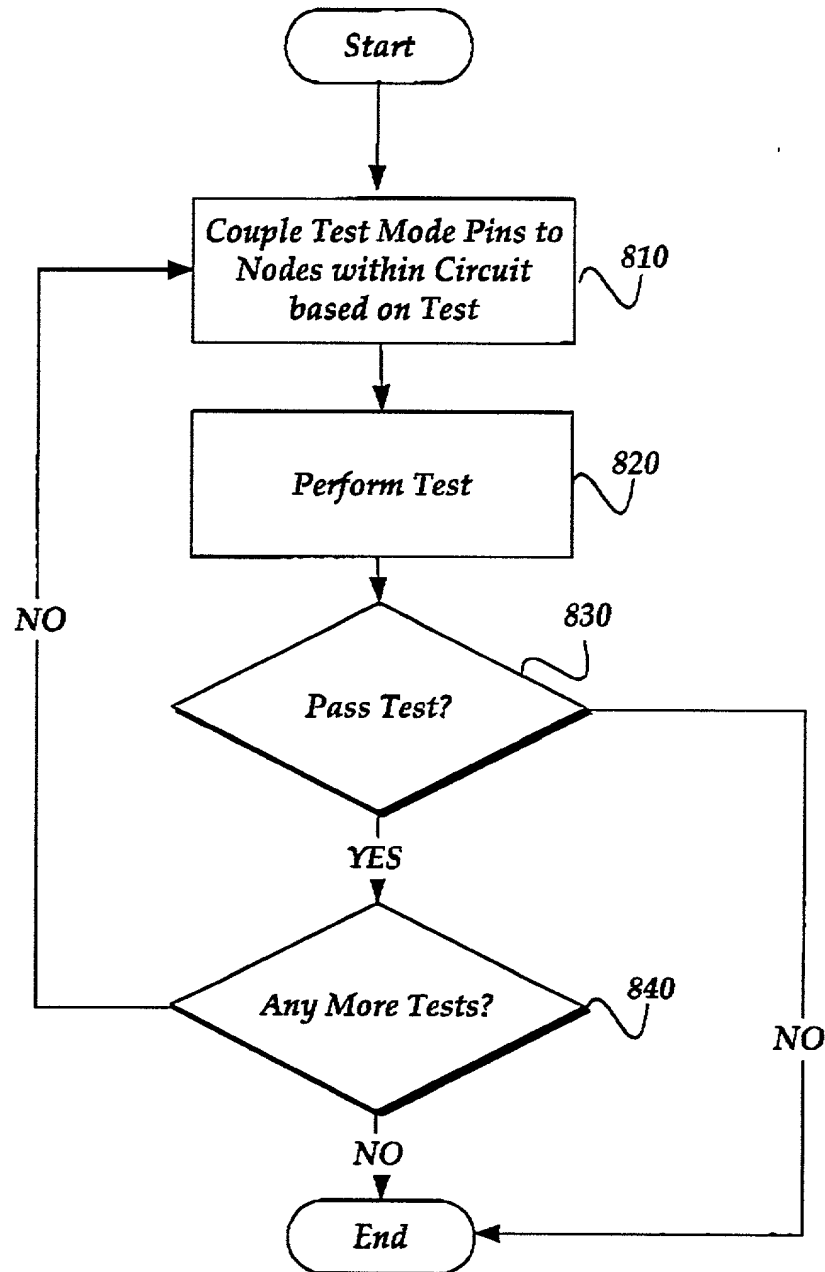 Start
Couple Test Mode Pins to
Nodes within Circuit
based on Test
810
Perform Test
820
NO
830
Pass Test?
YES
Any More Tests?
840
NO
NO
End